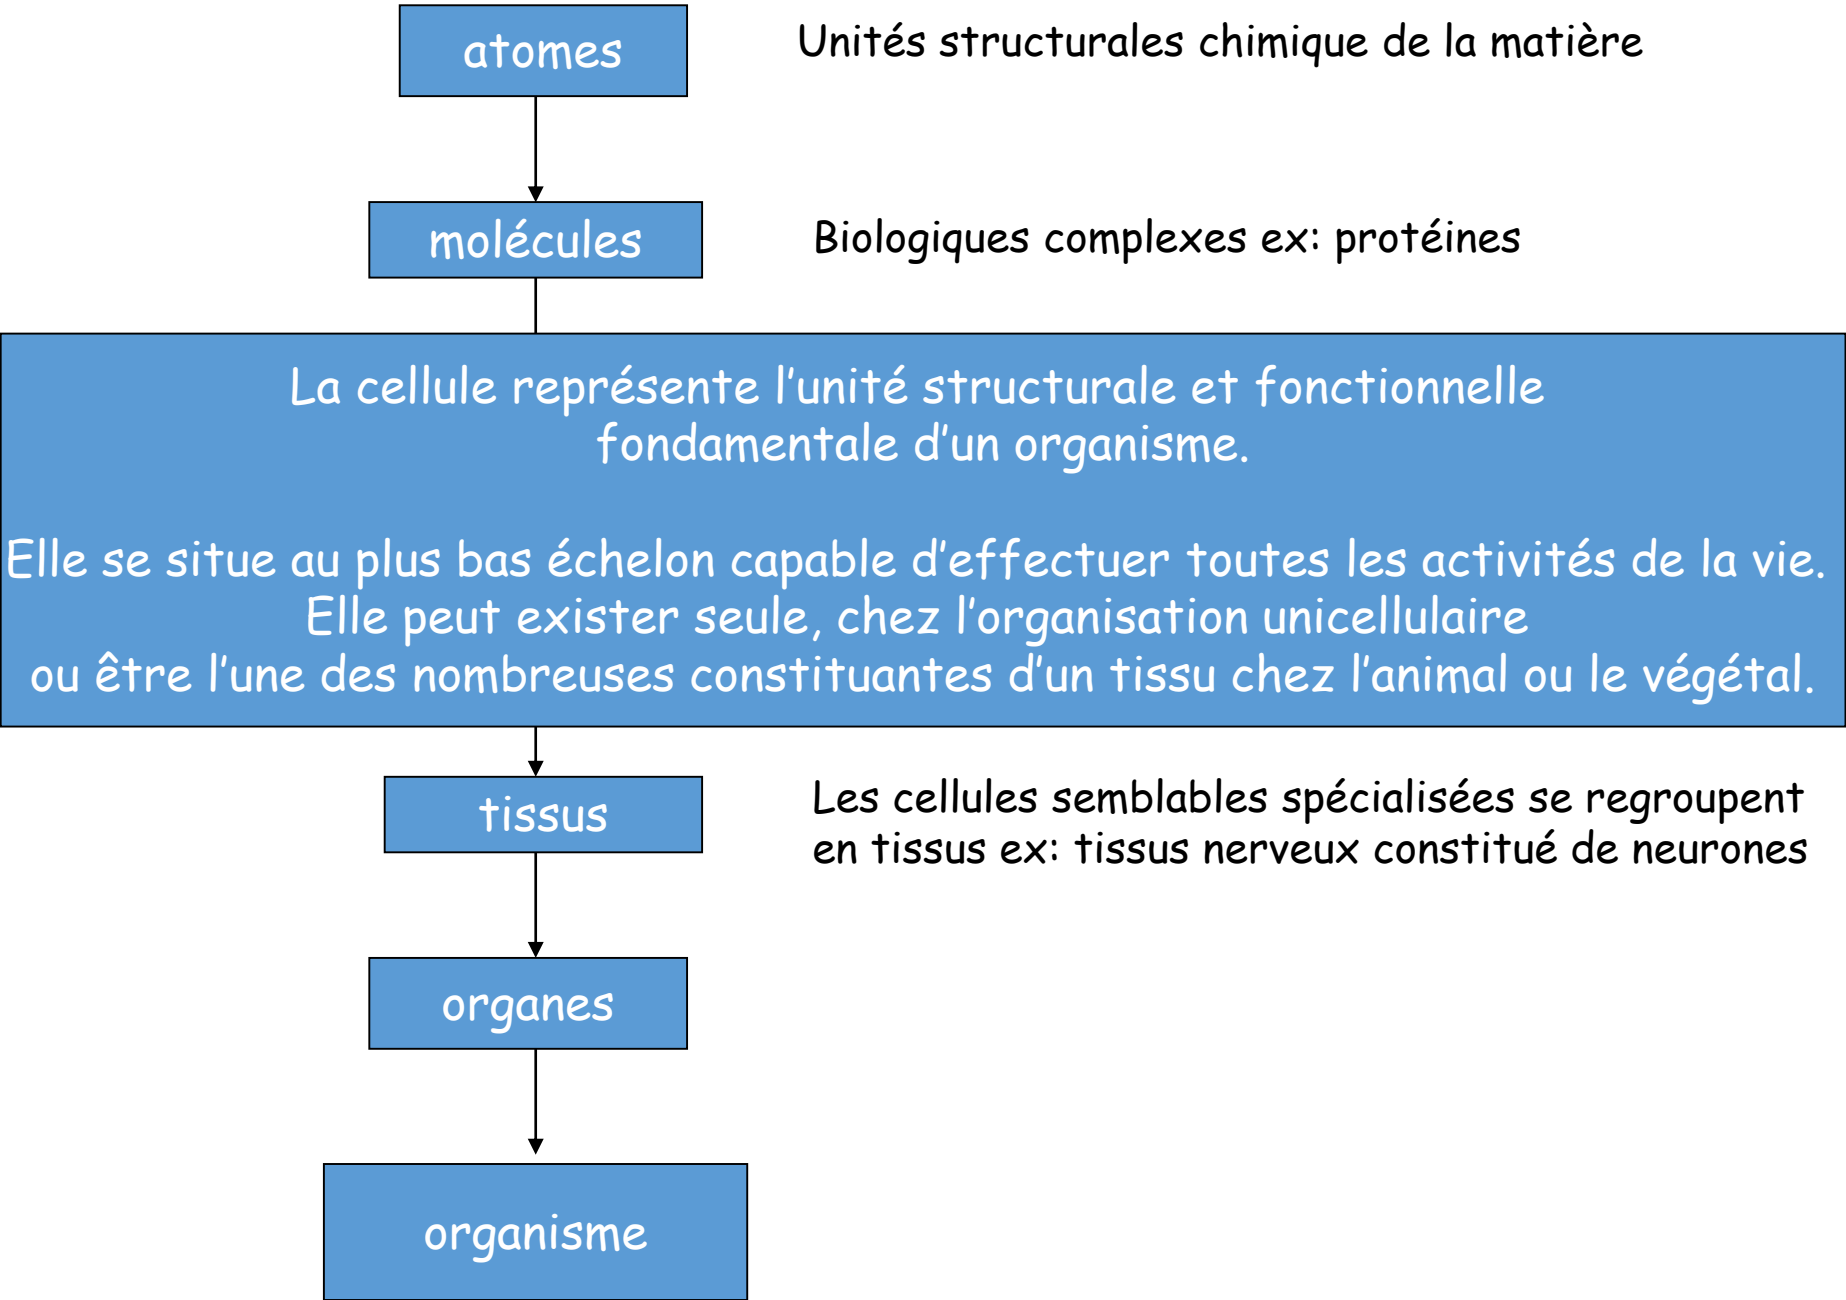 atomes
Unités structurales chimique de la matière
molécules
Biologiques complexes ex: protéines
La cellule représente l'unité structurale et fonctionnelle
fondamentale d'un organisme.
Elle se situe au plus bas échelon capable d'effectuer toutes les activités de la vie.
Elle peut exister seule, chez l'organisation unicellulaire
ou être l'une des nombreuses constituantes d'un tissu chez l'animal ou le végétal.
tissus
Les cellules semblables spécialisées se regroupent
en tissus ex: tissus nerveux constitué de neurones
organes
organisme